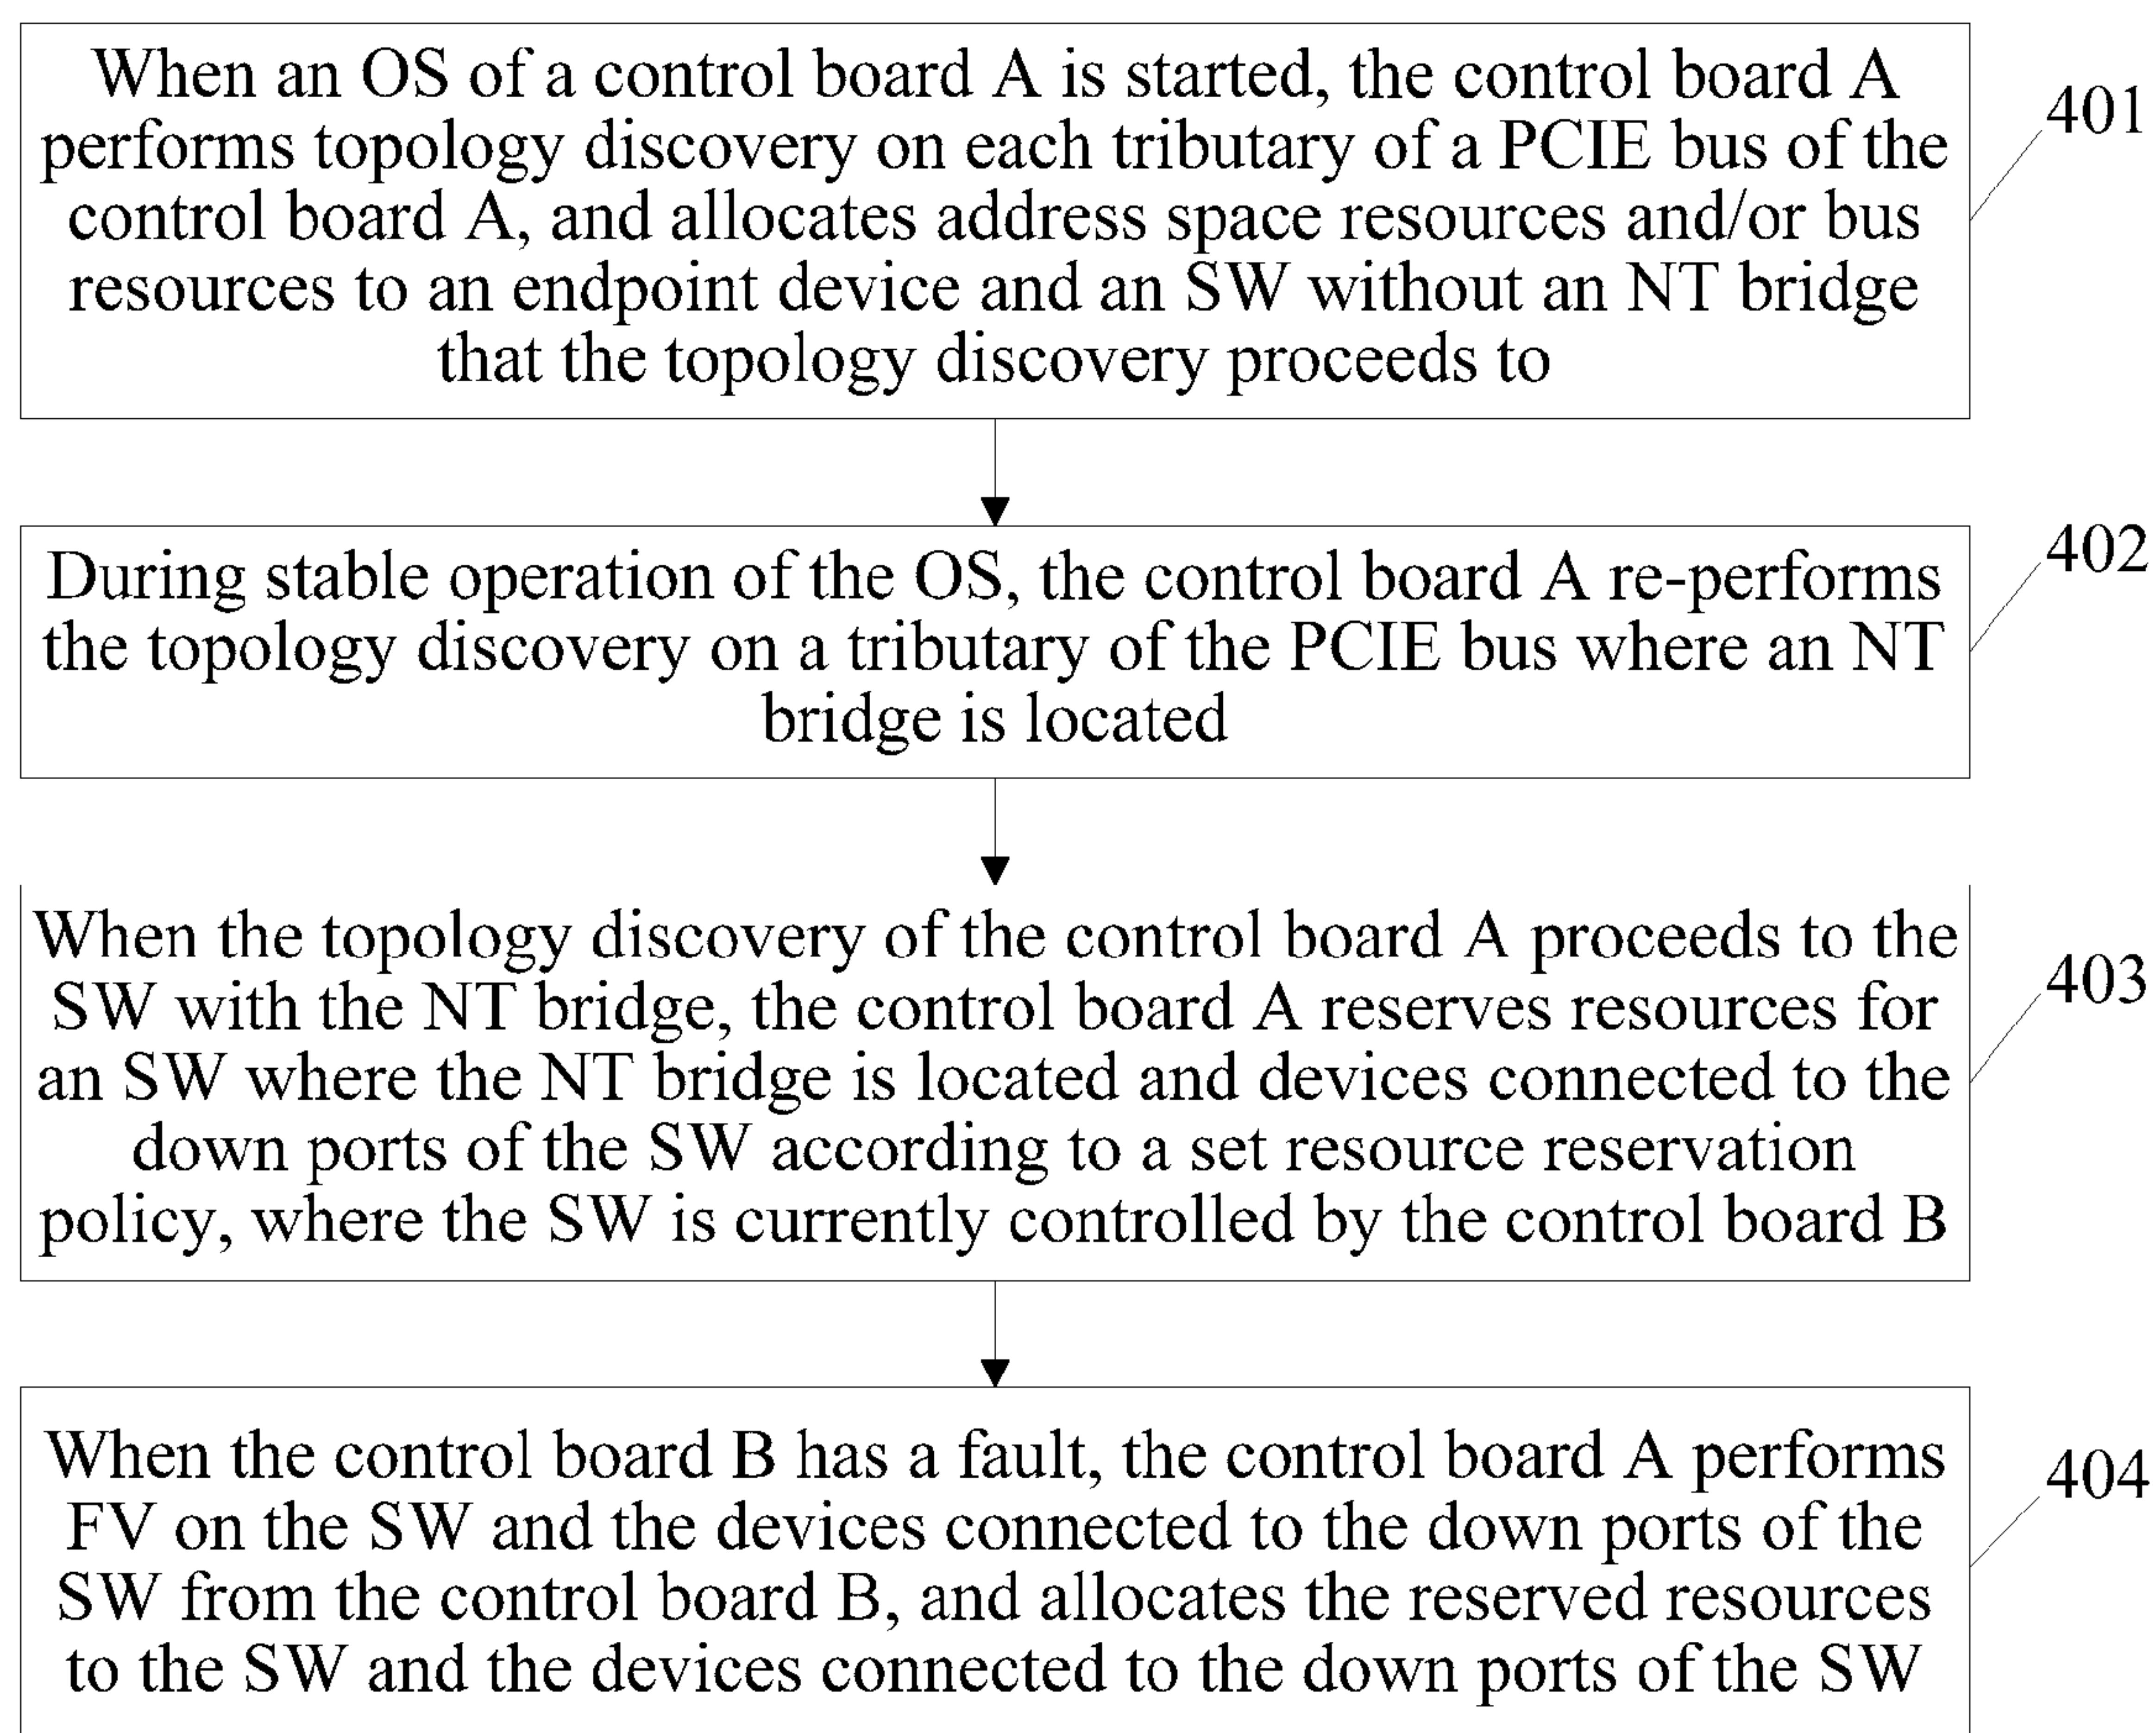 When an OS of a control board A is started, the control board A
performs topology discovery on each tributary of a PCIE bus of the
control board A, and allocates address space resources and/or bus
resources to an endpoint device and an SW without an NT bridge
that the topology discovery proceeds to
401
During stable operation of the OS, the control board A re-performs
the topology discovery on a tributary of the PCIE bus where an NT
bridge is located
402
When the topology discovery of the control board A proceeds to the
SW with the NT bridge, the control board A reserves resources for
an SW where the NT bridge is located and devices connected to the
down ports of the SW according to a set resource reservation
policy, where the SW is currently controlled by the control board B
403
When the control board B has a fault, the control board A performs
FV on the SW and the devices connected to the down ports of the
SW from the control board B, and allocates the reserved resources
to the SW and the devices connected to the down ports of the SW
404